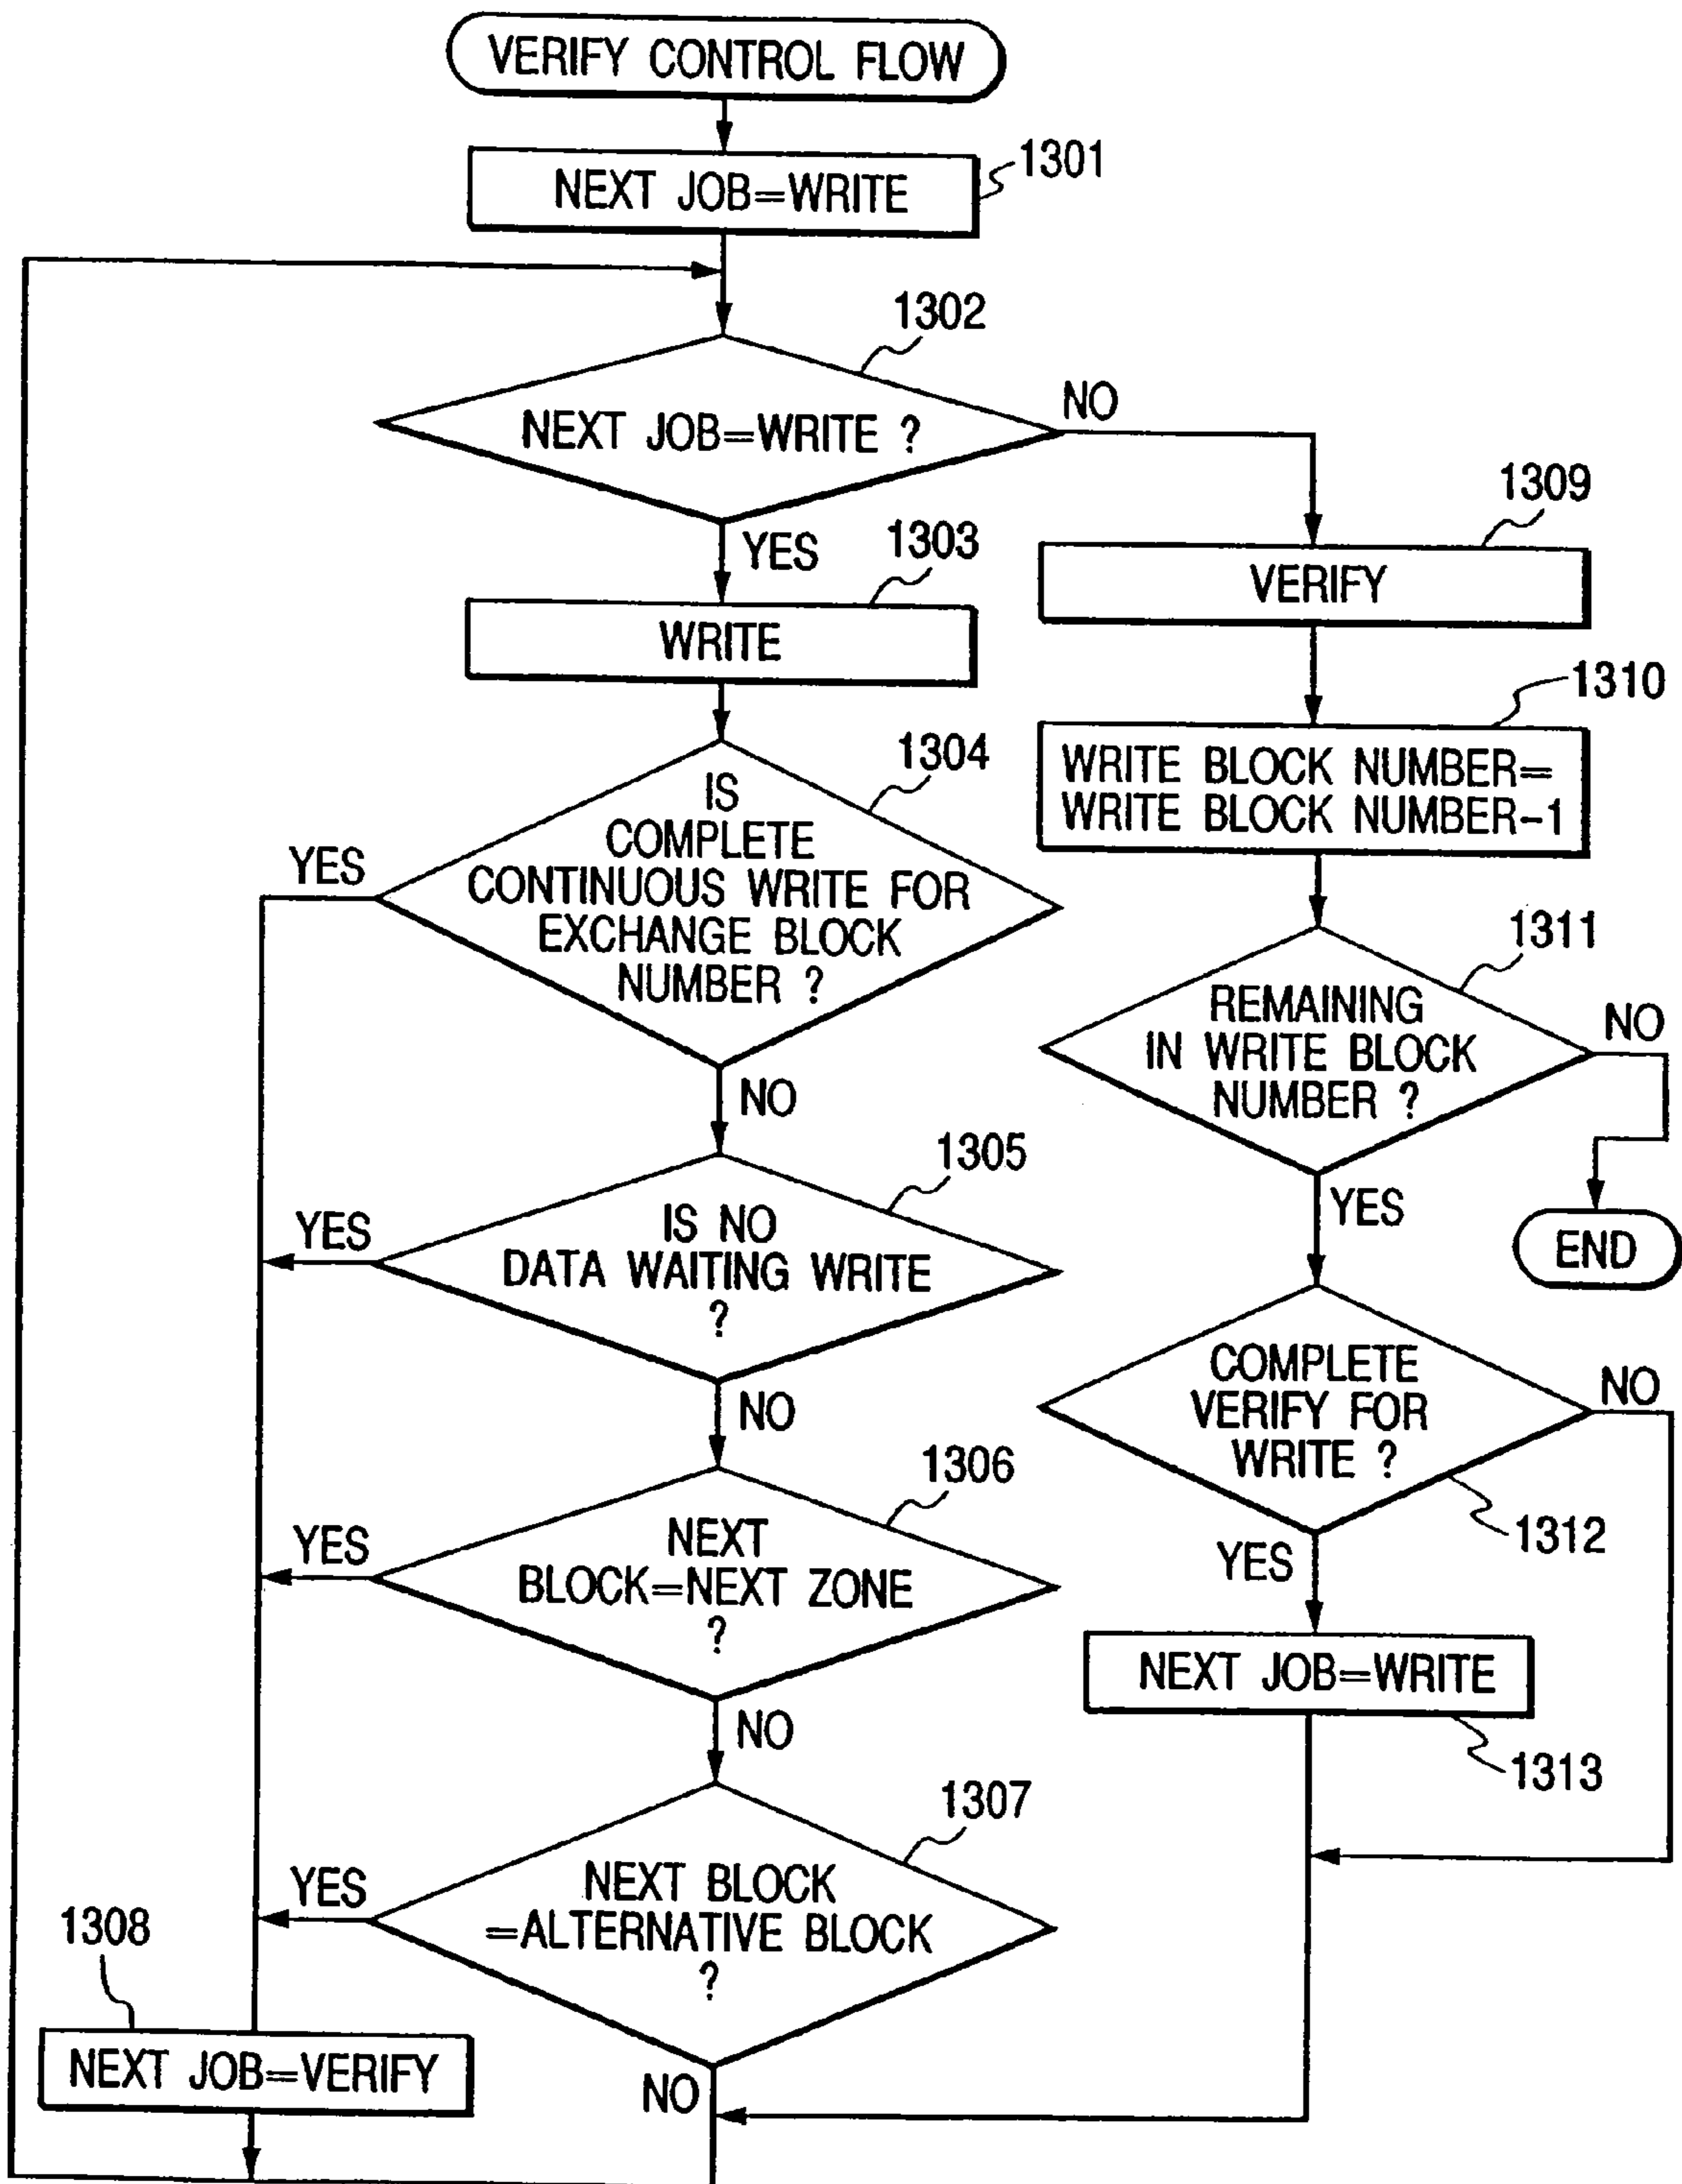 VERIFY CONTROL FLOW
1301
NEXT JOB=WRITE
1302
NEXT JOB=WRITE ?
NO
YES
1303
WRITE
1309
VERIFY
1310
WRITE BLOCK NUMBER=
WRITE BLOCK NUMBER-1
1304
IS
COMPLETE
CONTINUOUS WRITE FOR
EXCHANGE BLOCK
NUMBER ?
YES
NO
1311
REMAINING
IN WRITE BLOCK
NUMBER ?
NO
YES
END
1305
IS NO
DATA WAITING WRITE
?
YES
NO
1312
COMPLETE
VERIFY FOR
WRITE ?
NO
YES
1306
NEXT
BLOCK=NEXT ZONE
?
YES
NO
NEXT JOB=WRITE
1313
1307
NEXT BLOCK
=ALTERNATIVE BLOCK
?
YES
NO
1308
NEXT JOB=VERIFY